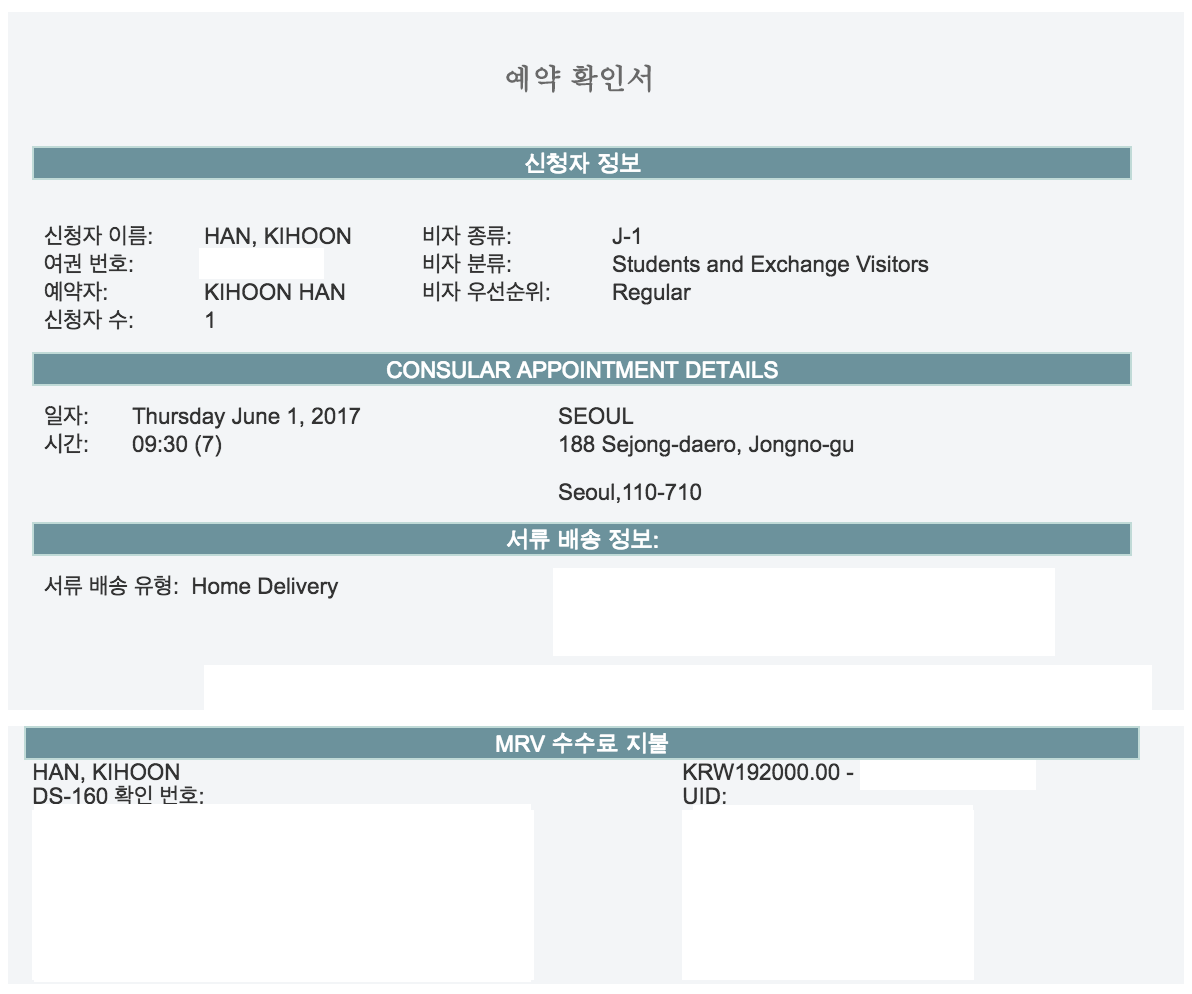 예약 확인서
신청자 정보
신청자 이름: HAN, KIHOON 비자 종류: J-1
여권 번호: 비자 분류: Students and Exchange Visitors
예약자: KIHOON HAN 비자 우선순위: Regular
신청자 수: 1
CONSULAR APPOINTMENT DETAILS
일자: Thursday June 1, 2017 SEOUL
시간: 09:30 (7) 188 Sejong-daero, Jongno-gu
Seoul,110-710
서류 배송 정보:
서류 배송 유형: Home Delivery
MRV 수수료 지불
HAN, KIHOON KRW192000.00 -
DS-160 확인 번호: UID: